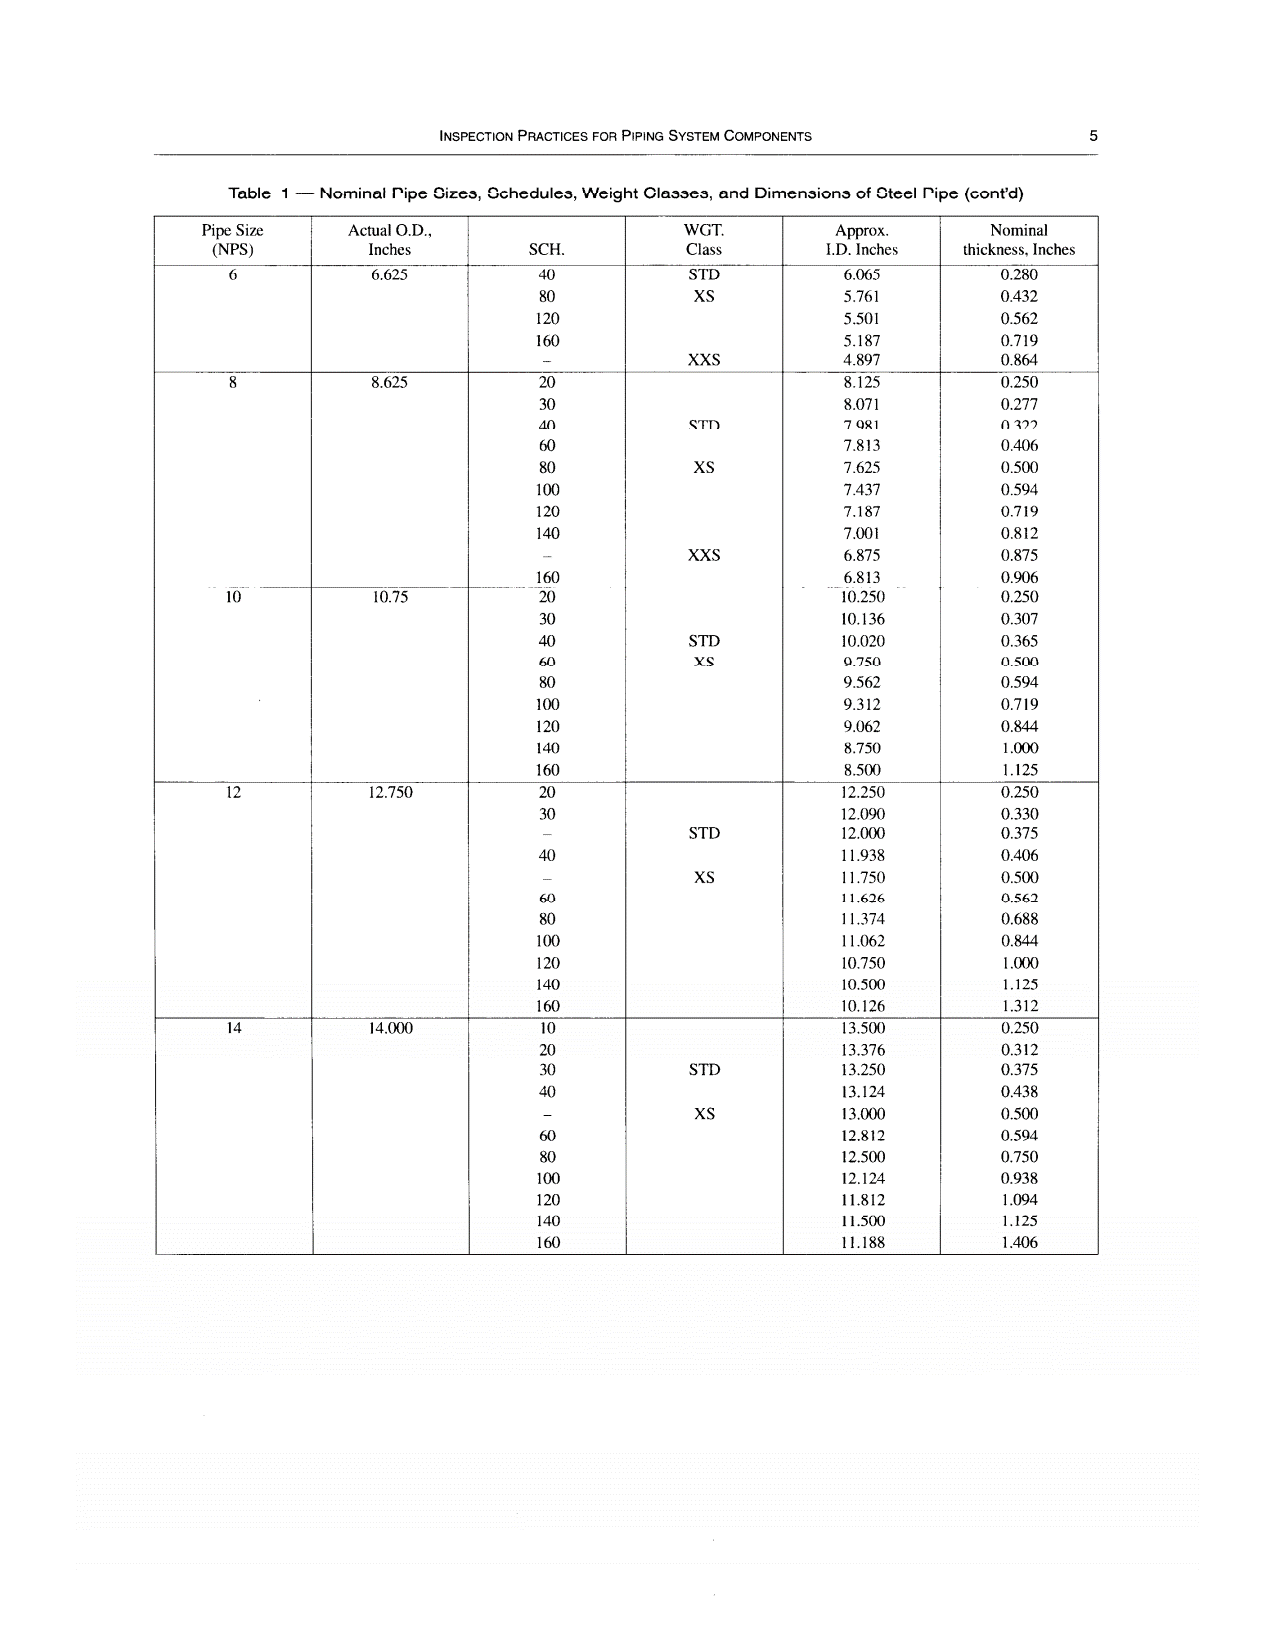 INSPECTION PRACTICES FOR PIPING SYSTEM COMPONENTS 5
Table 1 — Nominal Pipe Sizes, Schedules, Weight Classes, and Dimensions of Steel Pipe (cont'd)
Pipe Size Actual O.D., WGT. Approx. Nominal
(NPS) Inches SCH. Class I.D. Inches thickness, Inches
6 6.625 40 STD 6.065 0.280
80 XS 5.761 0.432
120 5.501 0.562
160 5.187 0.719
– XXS 4.897 0.864
8 8.625 20 8.125 0.250
30 8.071 0.277
40 STD 7.981 0.322
60 7.813 0.406
80 XS 7.625 0.500
100 7.437 0.594
120 7.187 0.719
140 7.001 0.812
– XXS 6.875 0.875
160 6.813 0.906
10 10.75 20 10.250 0.250
30 10.136 0.307
40 STD 10.020 0.365
60 XS 9.750 0.500
80 9.562 0.594
100 9.312 0.719
120 9.062 0.844
140 8.750 1.000
160 8.500 1.125
12 12.750 20 12.250 0.250
30 12.090 0.330
– STD 12.000 0.375
40 11.938 0.406
– XS 11.750 0.500
60 11.626 0.562
80 11.374 0.688
100 11.062 0.844
120 10.750 1.000
140 10.500 1.125
160 10.126 1.312
14 14.000 10 13.500 0.250
20 13.376 0.312
30 STD 13.250 0.375
40 13.124 0.438
– XS 13.000 0.500
60 12.812 0.594
80 12.500 0.750
100 12.124 0.938
120 11.812 1.094
140 11.500 1.125
160 11.188 1.406